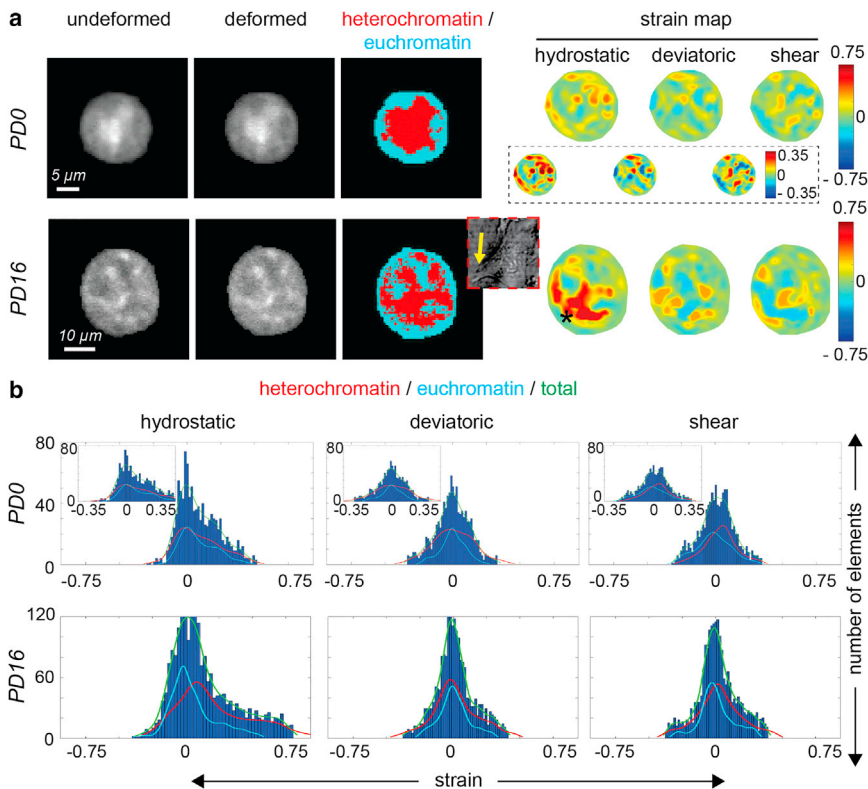 a
undeformed
deformed
heterochromatin /
euchromatin
strain map
hydrostatic
deviatoric
shear
PD0
5 μm
0.75
0
- 0.75
0.35
0
- 0.35
PD16
10 μm
*
0.75
0
- 0.75
b
heterochromatin / euchromatin / total
hydrostatic
deviatoric
shear
PD0
80
40
0
80
0
-0.35
0
0.35
80
0
-0.35
0
0.35
80
0
-0.35
0
0.35
-0.75
0
0.75
-0.75
0
0.75
-0.75
0
0.75
PD16
120
60
0
-0.75
0
0.75
-0.75
0
0.75
-0.75
0
0.75
number of elements
strain